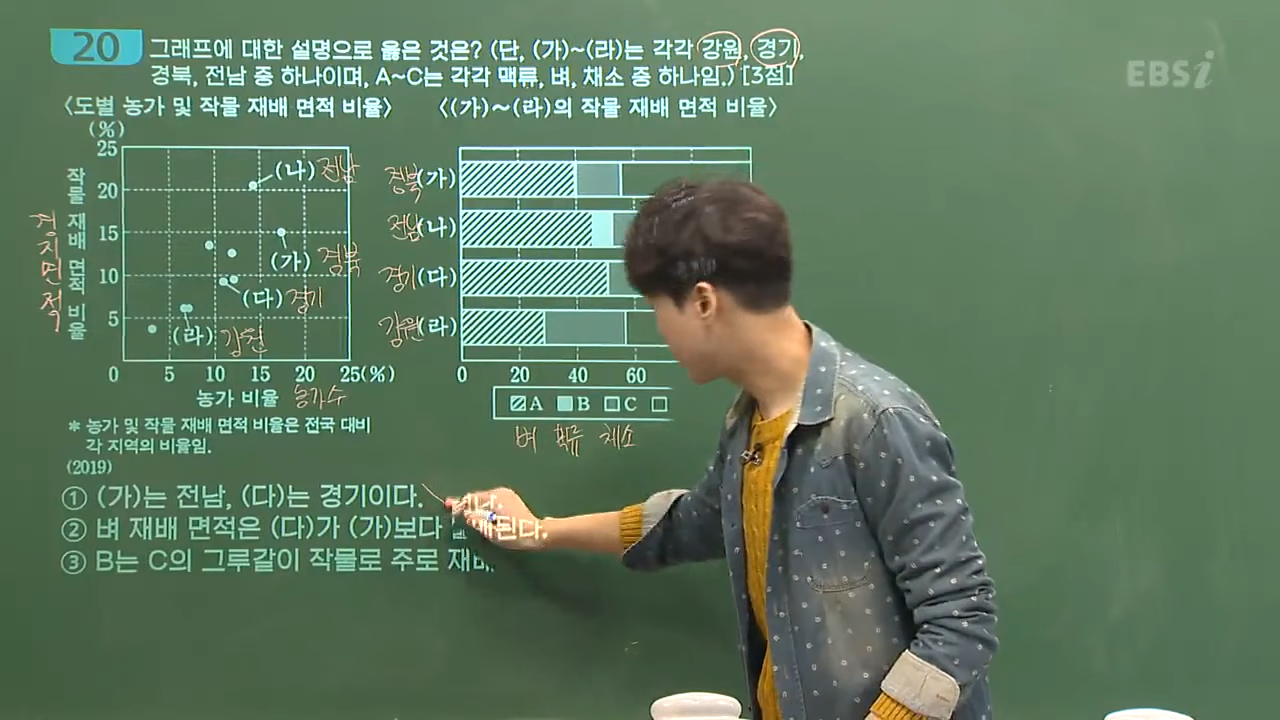 20 그래프에 대한 설명으로 옳은 것은? (단, (가)~(라)는 각각 강원, 경기,
경북, 전남 중 하나이며, A~C는 각각 맥류, 벼, 채소 중 하나임.) [3점]
EBSi
〈도별 농가 및 작물 재배 면적 비율〉
〈(가)~(라)의 작물 재배 면적 비율〉
(%)
25
20
15
10
5
작물 재배 면적 비율
경지면적
(나) 전남
(가) 경북
(다) 경기
(라) 강원
0 5 10 15 20 25(%)
농가 비율 농가수
경북 (가)
전남 (나)
경기 (다)
강원 (라)
0 20 40 60
A B C
벼 맥류 채소
* 농가 및 작물 재배 면적 비율은 전국 대비
각 지역의 비율임.
(2019)
① (가)는 전남, (다)는 경기이다.
② 벼 재배 면적은 (다)가 (가)보다
③ B는 C의 그루갈이 작물로 주로 재배